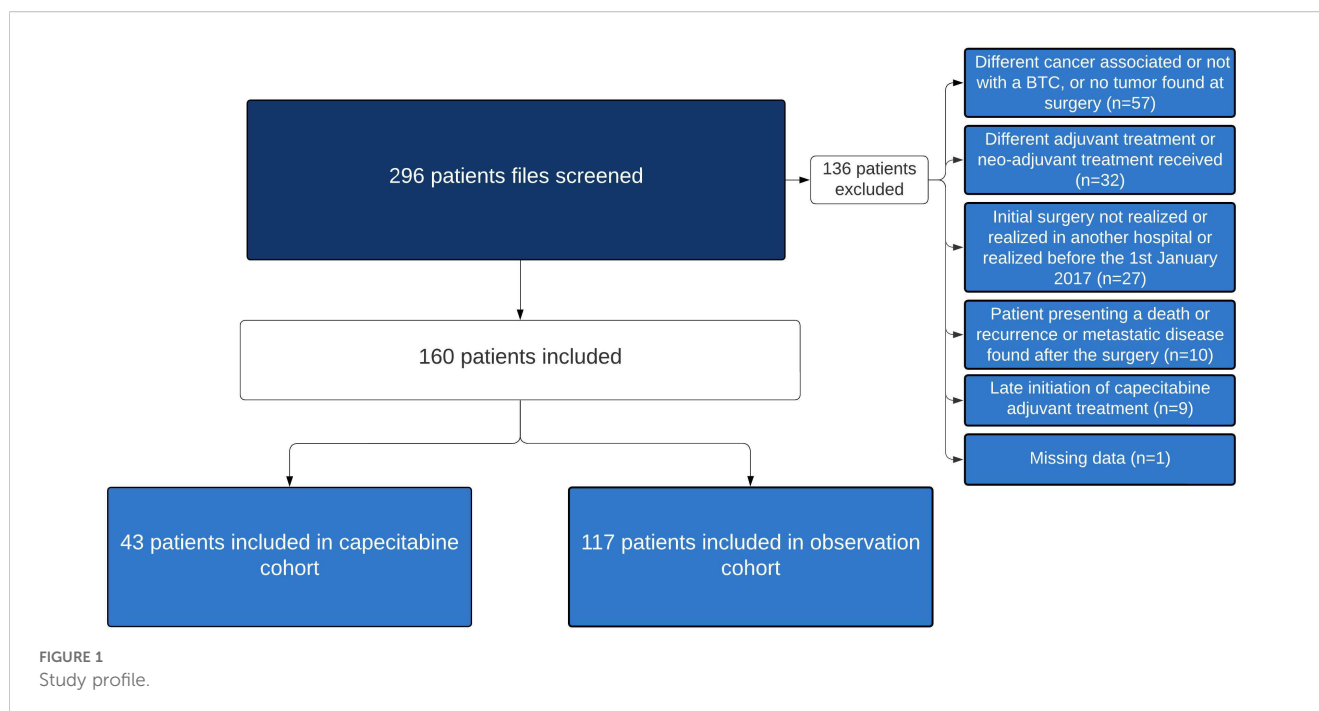 296 patients files screened
136 patients
excluded
Different cancer associated or not
with a BTC, or no tumor found at
surgery (n=57)
Different adjuvant treatment or
neo-adjuvant treatment received
(n=32)
Initial surgery not realized or
realized in another hospital or
realized before the 1st January
2017 (n=27)
Patient presenting a death or
recurrence or metastatic disease
found after the surgery (n=10)
Late initiation of capecitabine
adjuvant treatment (n=9)
Missing data (n=1)
160 patients included
43 patients included in capecitabine
cohort
117 patients included in observation
cohort
FIGURE 1
Study profile.